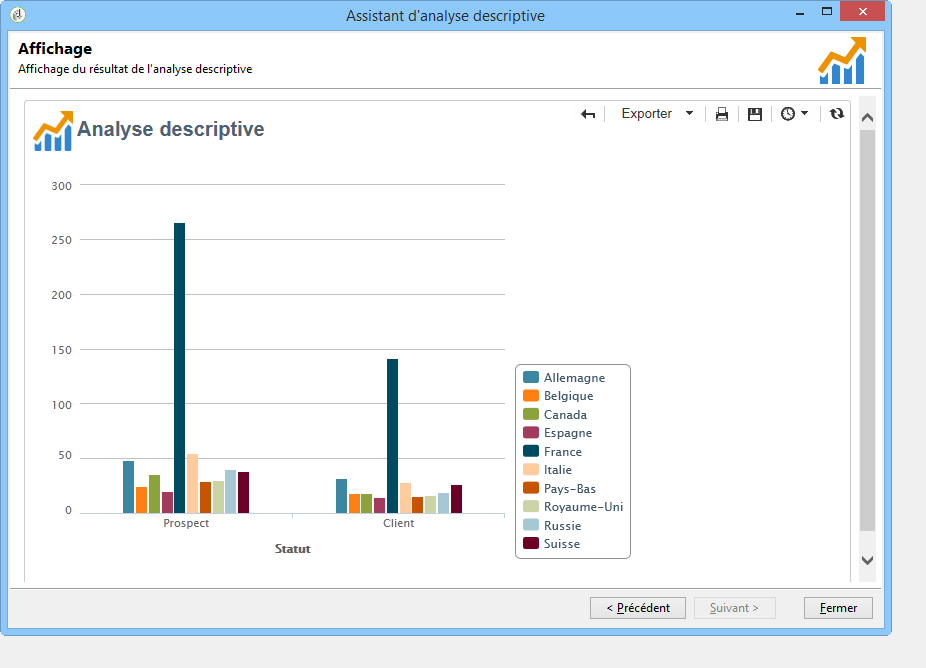 Assistant d'analyse descriptive
Affichage
Affichage du résultat de l'analyse descriptive
Analyse descriptive
Exporter
300
250
200
150
100
50
0
Prospect
Client
Statut
Allemagne
Belgique
Canada
Espagne
France
Italie
Pays-Bas
Royaume-Uni
Russie
Suisse
< Précédent
Suivant >
Fermer